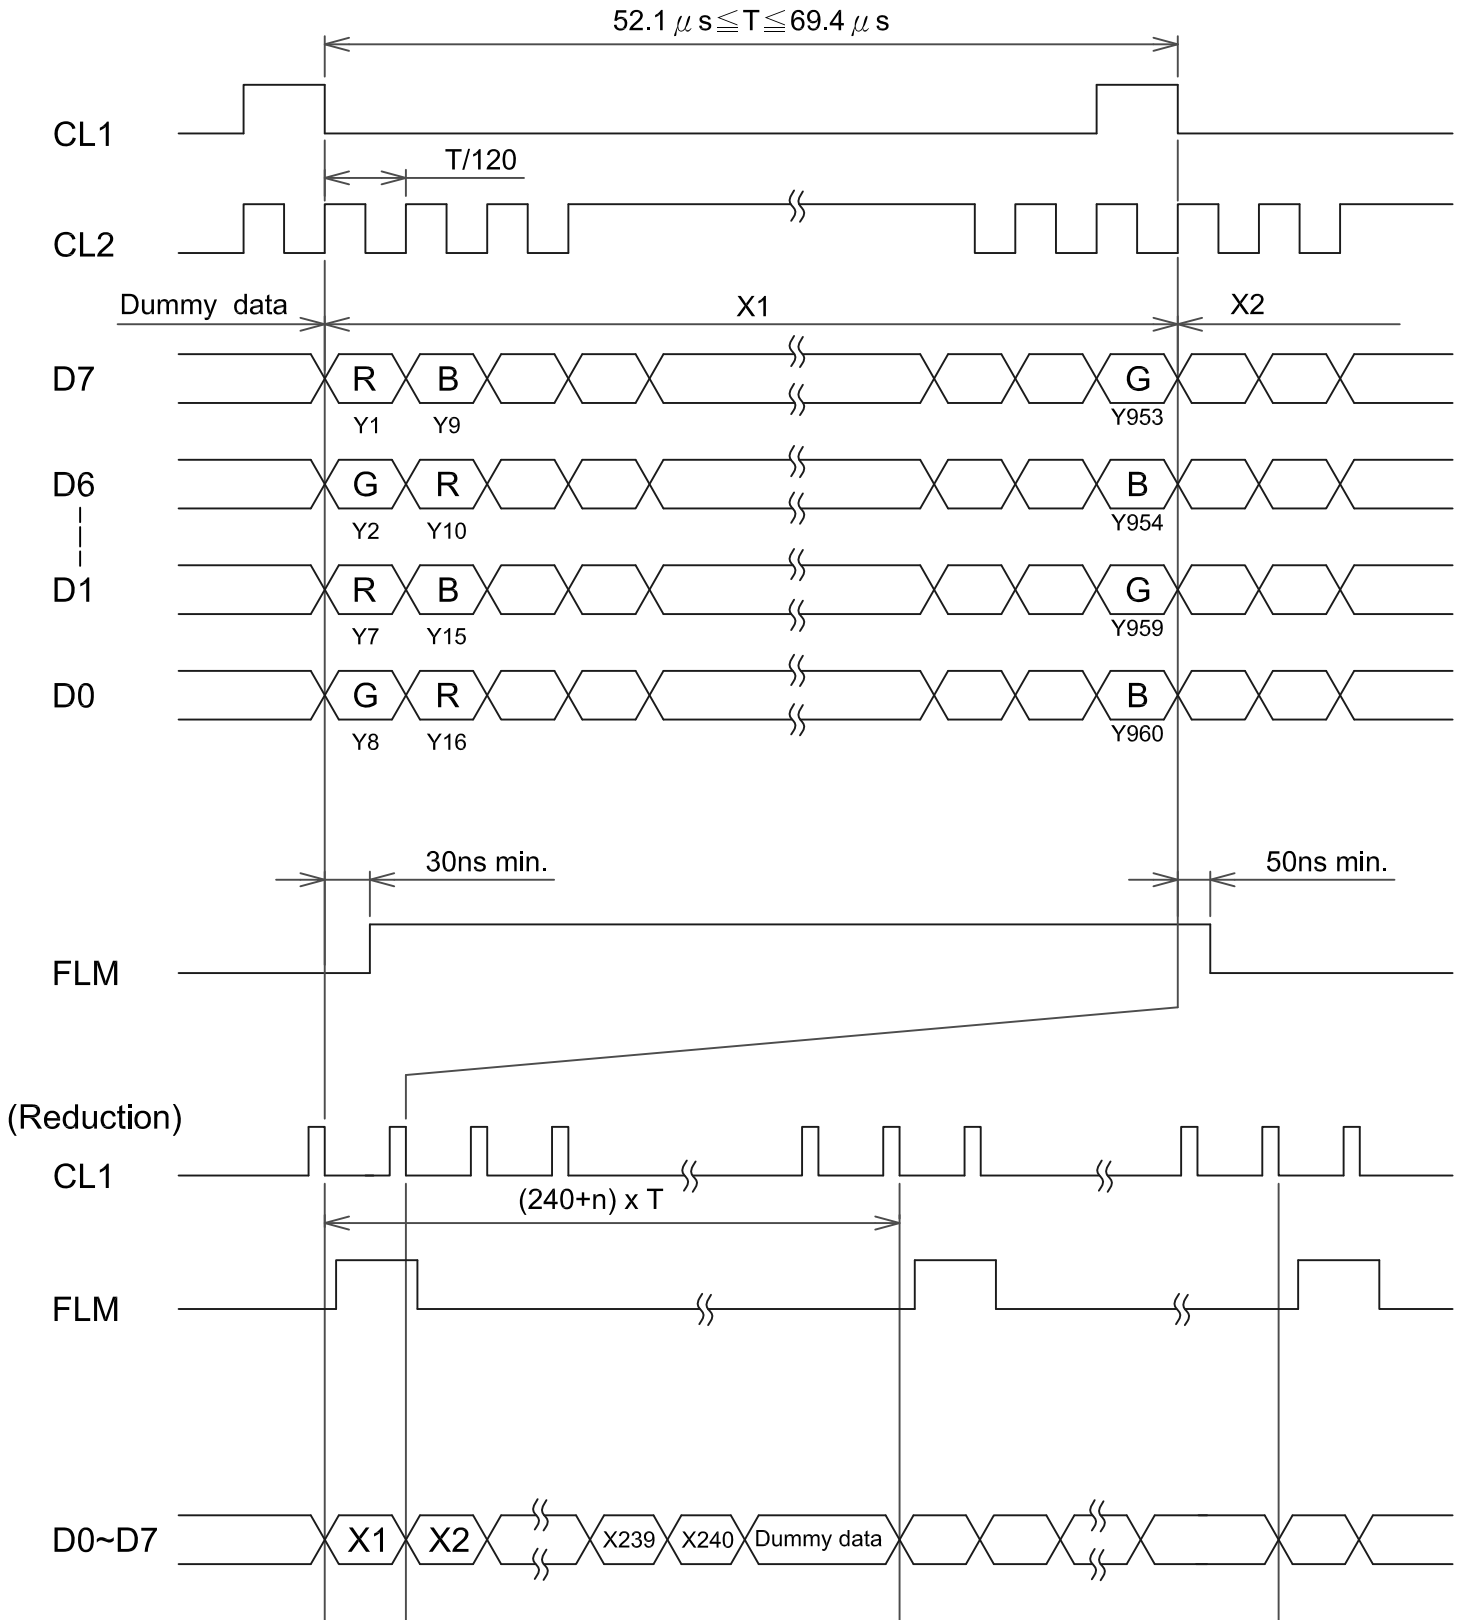 52.1 μs≦T≦69.4 μs
CL1
T/120
CL2
Dummy data
X1
X2
D7
R
B
G
Y1
Y9
Y953
D6
G
R
B
Y2
Y10
Y954
D1
R
B
G
Y7
Y15
Y959
D0
G
R
B
Y8
Y16
Y960
30ns min.
50ns min.
FLM
(Reduction)
CL1
(240+n) x T
FLM
D0~D7
X1
X2
X239
X240
Dummy data